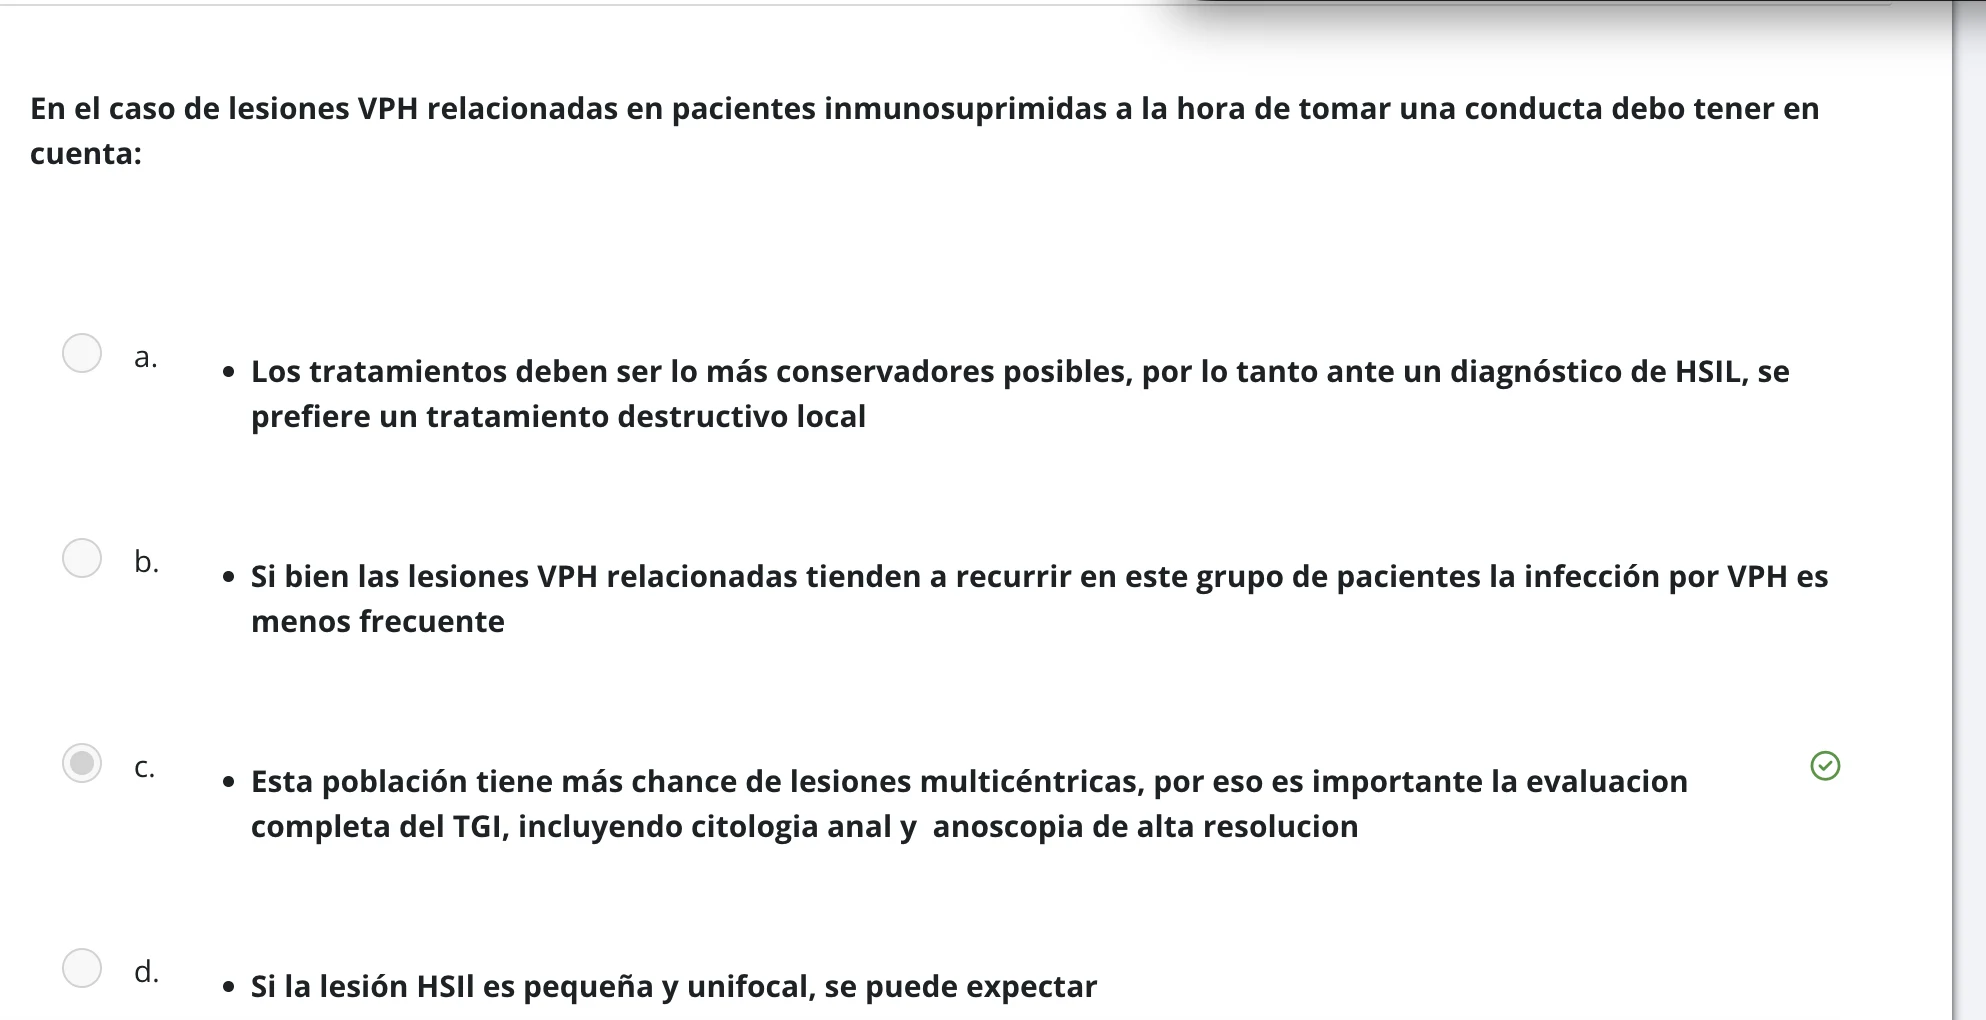 En el caso de lesiones VPH relacionadas en pacientes inmunosuprimidas a la hora de tomar una conducta debo tener en
cuenta:
a.
• Los tratamientos deben ser lo más conservadores posibles, por lo tanto ante un diagnóstico de HSIL, se
prefiere un tratamiento destructivo local
b.
• Si bien las lesiones VPH relacionadas tienden a recurrir en este grupo de pacientes la infección por VPH es
menos frecuente
c.
• Esta población tiene más chance de lesiones multicéntricas, por eso es importante la evaluacion
completa del TGI, incluyendo citologia anal y  anoscopia de alta resolucion
d.
• Si la lesión HSIl es pequeña y unifocal, se puede expectar